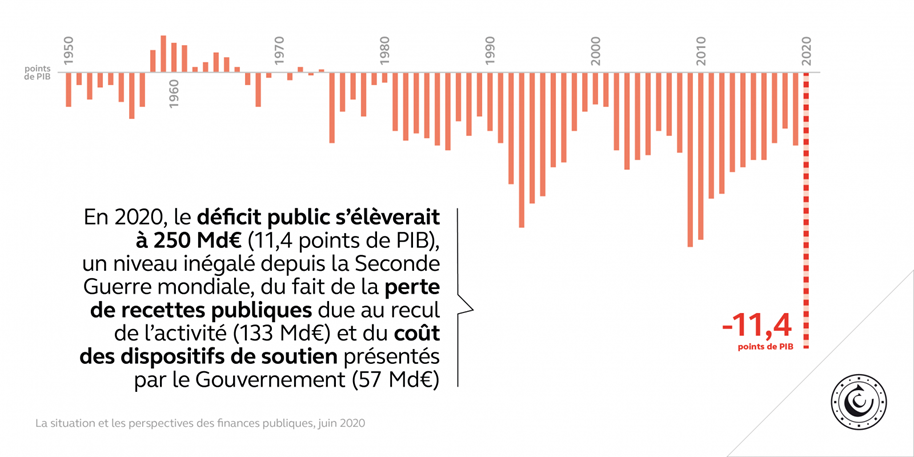 1950
1970
1980
1990
2000
2010
2020
points
de PIB
1960
En 2020, le déficit public s’élèverait
à 250 Md€ (11,4 points de PIB),
un niveau inégalé depuis la Seconde
Guerre mondiale, du fait de la perte
de recettes publiques due au recul
de l’activité (133 Md€) et du coût
des dispositifs de soutien présentés
par le Gouvernement (57 Md€)
-11,4
points de PIB
La situation et les perspectives des finances publiques, juin 2020